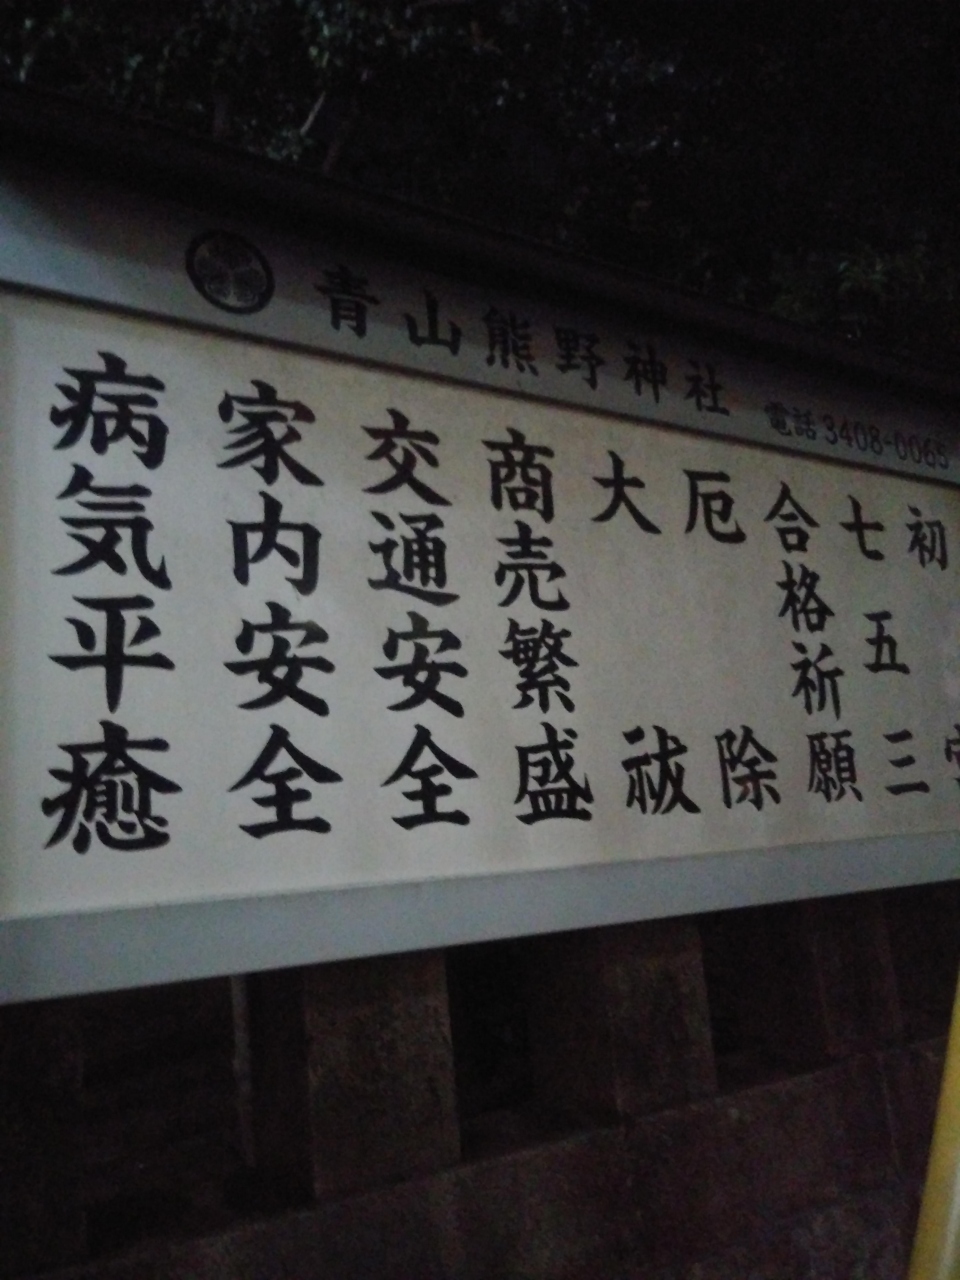 青山熊野神社
電話3408-0065
初
七五三
合格祈願
厄除
大祓
商売繁盛
交通安全
家内安全
病気平癒